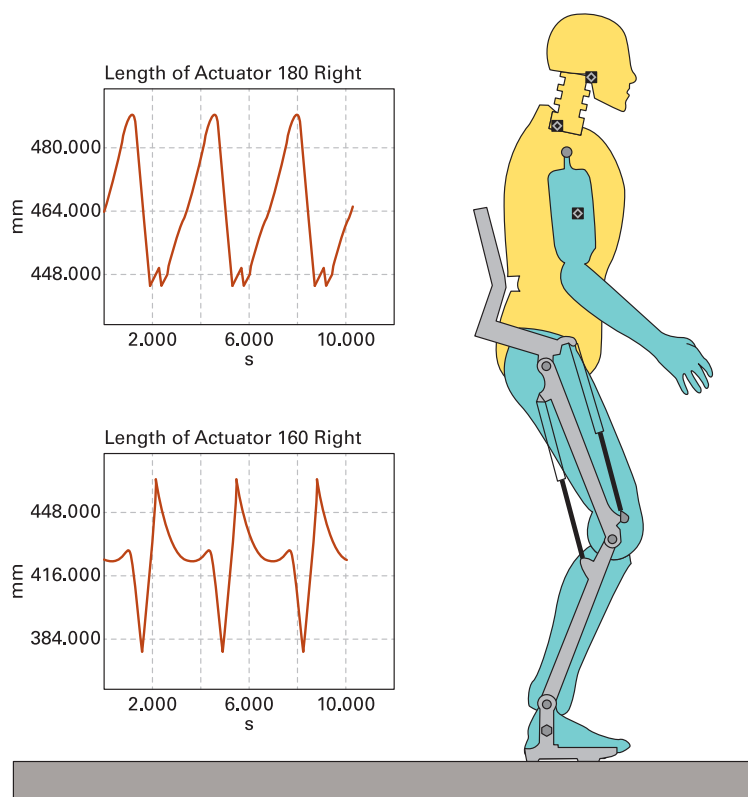 Length of Actuator 180 Right
480.000
464.000
448.000
mm
2.000 6.000 10.000
s
Length of Actuator 160 Right
448.000
416.000
384.000
mm
2.000 6.000 10.000
s